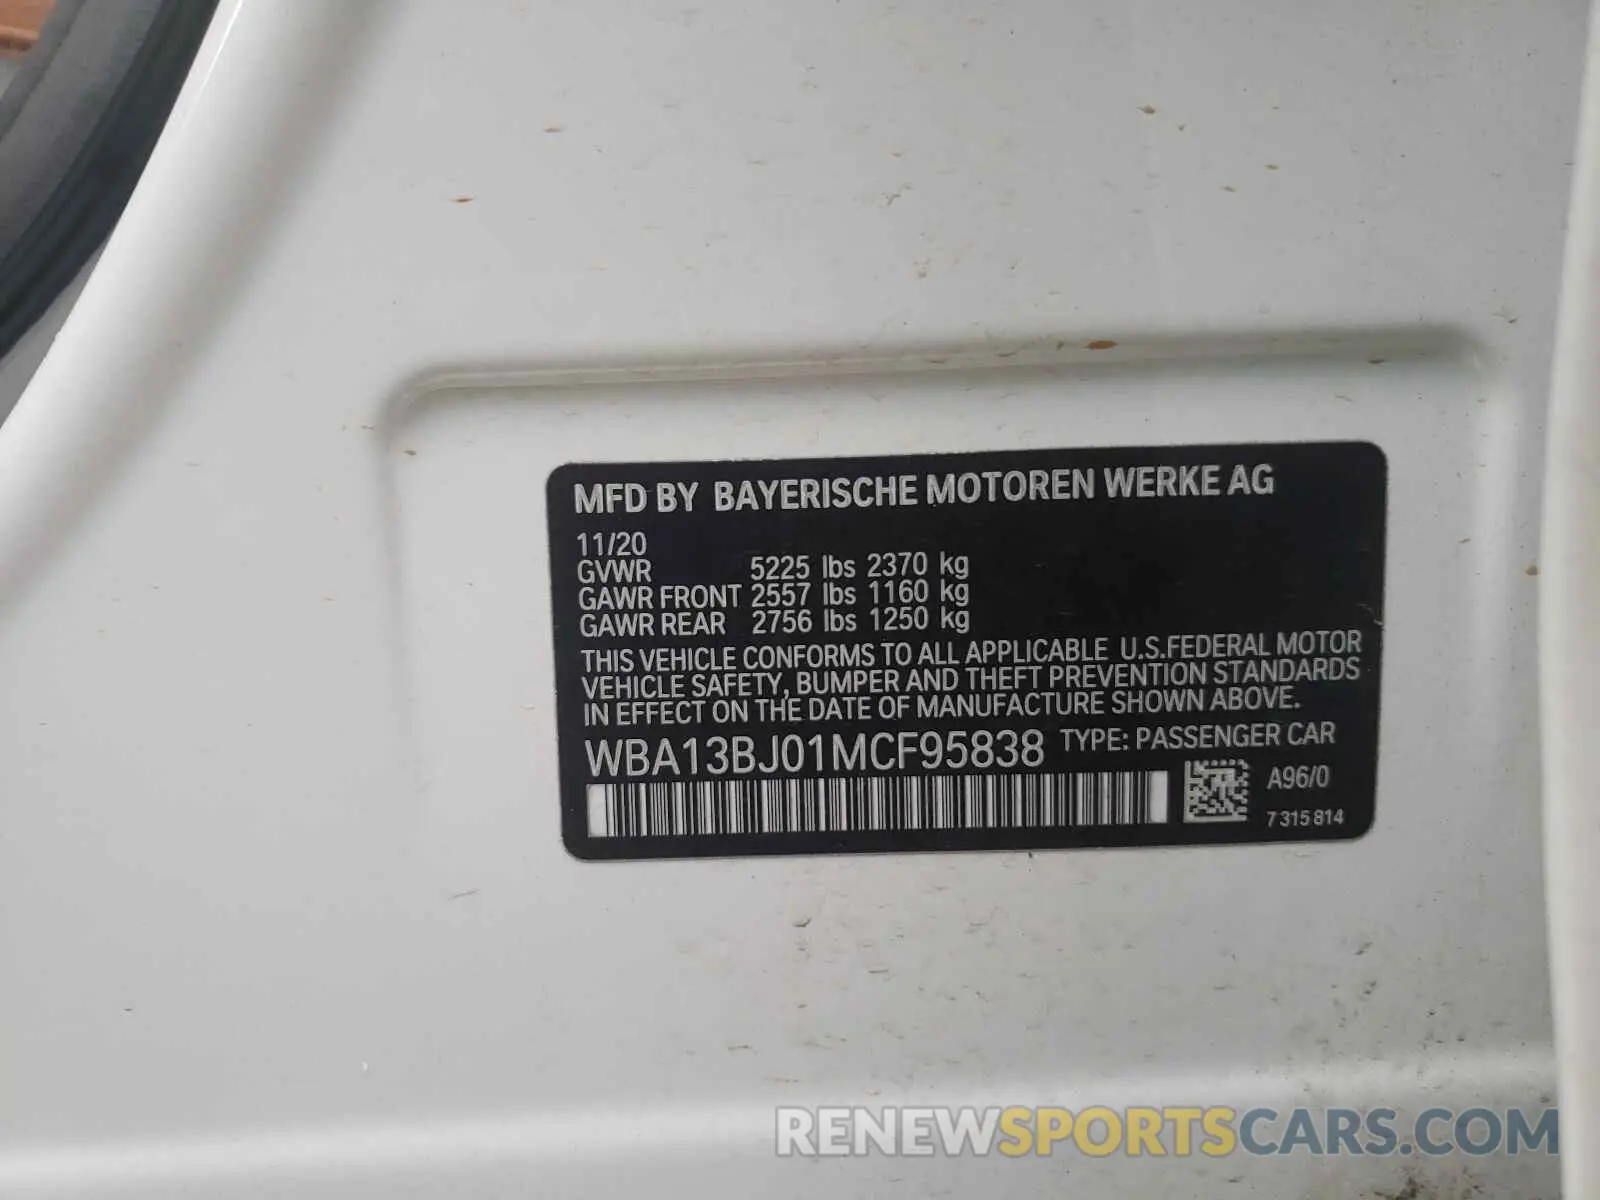 MFD BY BAYERISCHE MOTOREN WERKE AG
11/20
GVWR 5225 lbs 2370 kg
GAWR FRONT 2557 lbs 1160 kg
GAWR REAR 2756 lbs 1250 kg
THIS VEHICLE CONFORMS TO ALL APPLICABLE U.S.FEDERAL MOTOR
VEHICLE SAFETY, BUMPER AND THEFT PREVENTION STANDARDS
IN EFFECT ON THE DATE OF MANUFACTURE SHOWN ABOVE.
WBA13BJ01MCF95838 TYPE: PASSENGER CAR
A96/0
7 315 814
RENEWSPORTSCARS.COM